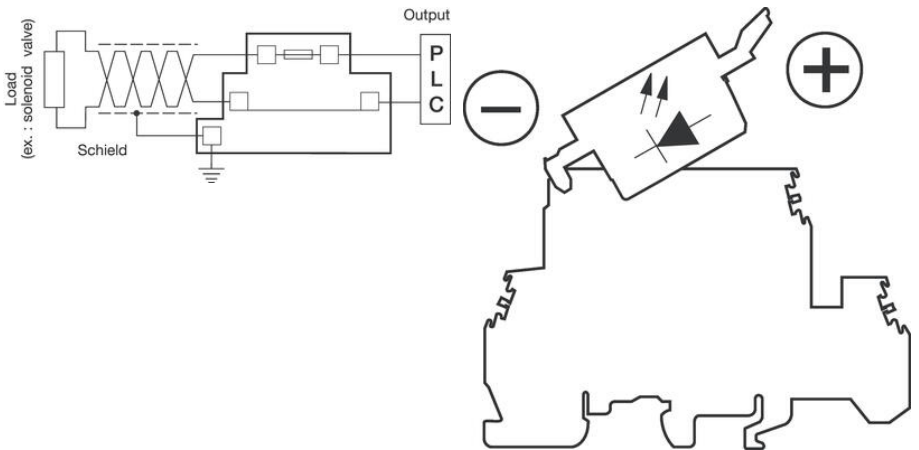 Output
P
L
C
Load
(ex. : solenoid valve)
Schield
− +